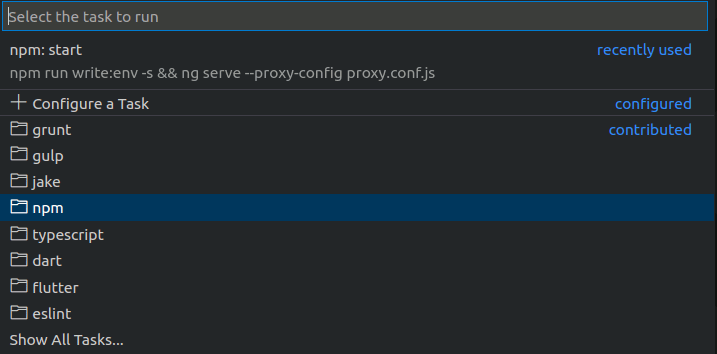 Select the task to run
npm: start recently used
npm run write:env -s && ng serve --proxy-config proxy.conf.js
Configure a Task configured
grunt contributed
gulp
jake
npm
typescript
dart
flutter
eslint
Show All Tasks...